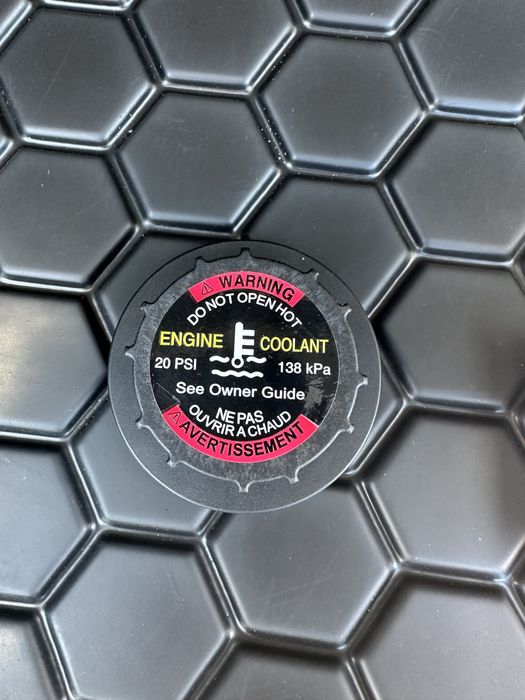 ⚠ WARNING
DO NOT OPEN HOT
ENGINE COOLANT
20 PSI 138 kPa
See Owner Guide
NE PAS
OUVRIR A CHAUD
⚠ AVERTISSEMENT